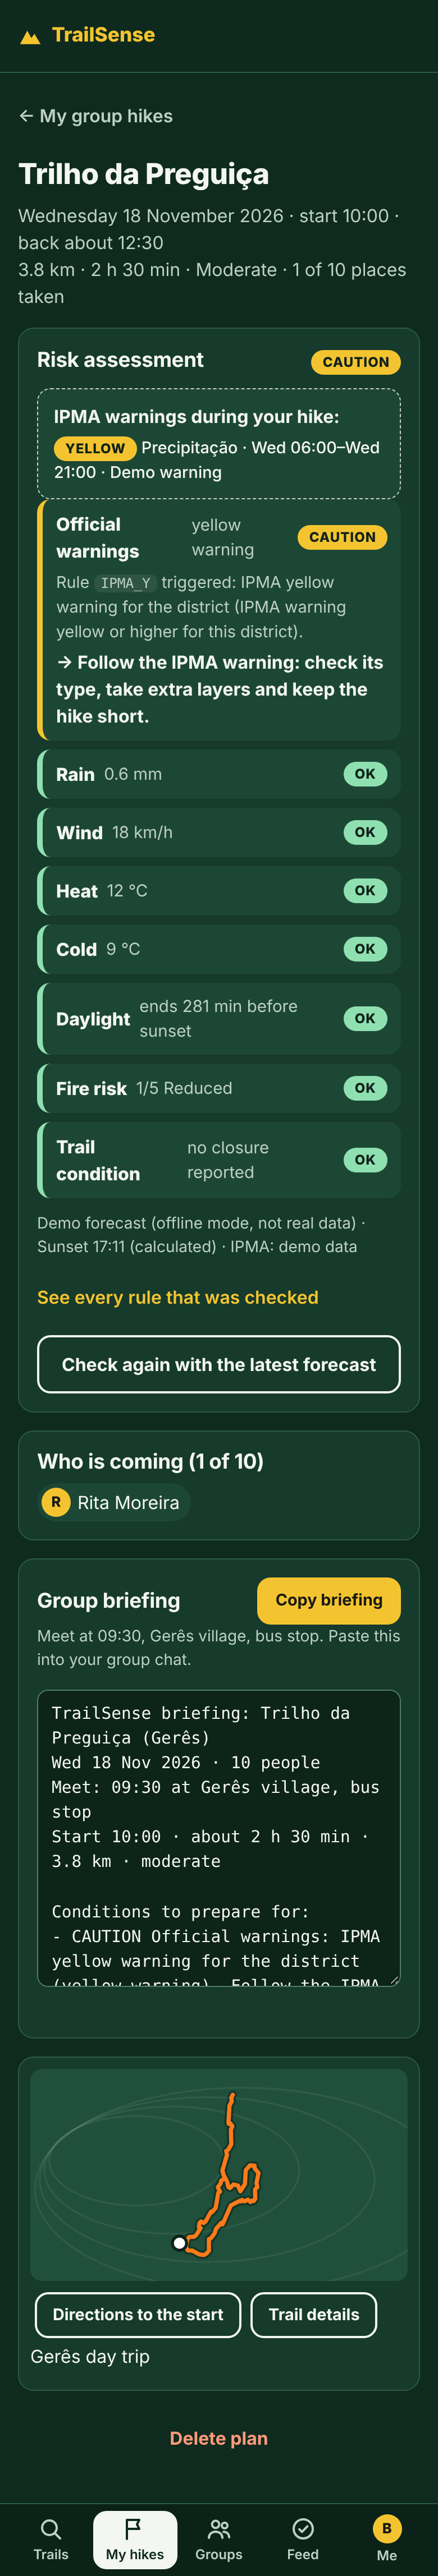 TrailSense
← My group hikes
Trilho da Preguiça
Wednesday 18 November 2026 · start 10:00 ·
back about 12:30
3.8 km · 2 h 30 min · Moderate · 1 of 10 places
taken
Risk assessment
CAUTION
IPMA warnings during your hike:
YELLOW Precipitação · Wed 06:00–Wed
21:00 · Demo warning
Official
warnings
yellow
warning
CAUTION
Rule IPMA_Y triggered: IPMA yellow
warning for the district (IPMA warning
yellow or higher for this district).
→ Follow the IPMA warning: check its
type, take extra layers and keep the
hike short.
Rain 0.6 mm OK
Wind 18 km/h OK
Heat 12 °C OK
Cold 9 °C OK
Daylight
ends 281 min before
sunset
OK
Fire risk 1/5 Reduced OK
Trail
condition
no closure
reported
OK
Demo forecast (offline mode, not real data) ·
Sunset 17:11 (calculated) · IPMA: demo data
See every rule that was checked
Check again with the latest forecast
Who is coming (1 of 10)
R Rita Moreira
Group briefing
Copy briefing
Meet at 09:30, Gerês village, bus stop. Paste this
into your group chat.
TrailSense briefing: Trilho da
Preguiça (Gerês)
Wed 18 Nov 2026 · 10 people
Meet: 09:30 at Gerês village, bus
stop
Start 10:00 · about 2 h 30 min ·
3.8 km · moderate
Conditions to prepare for:
- CAUTION Official warnings: IPMA
yellow warning for the district
(yellow warning). Follow the IPMA
Directions to the start
Trail details
Gerês day trip
Delete plan
Trails
My hikes
Groups
Feed
B
Me